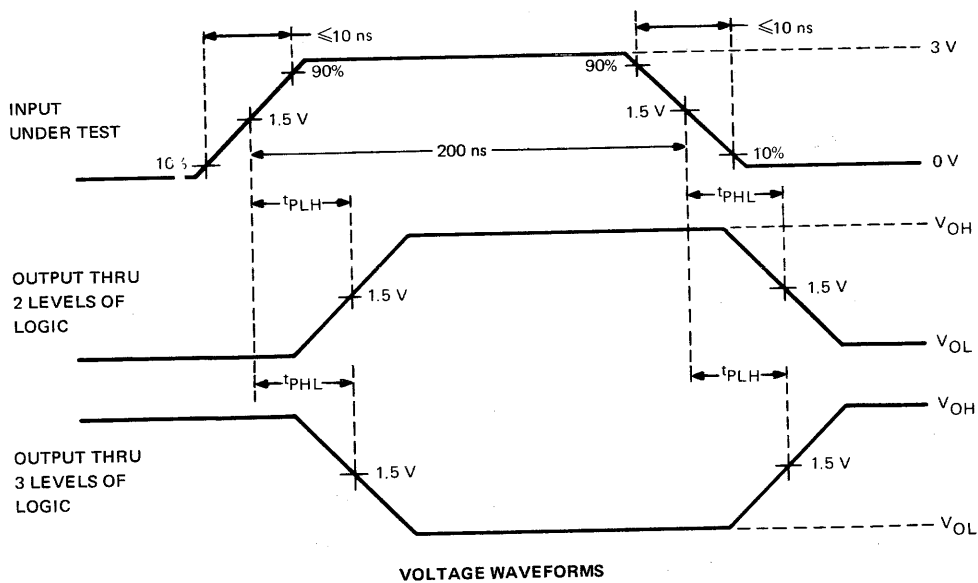 ≤10 ns
≤10 ns
3 V
90%
90%
INPUT
UNDER TEST
1.5 V
1.5 V
200 ns
10%
10%
0 V
tPLH
tPHL
VOH
OUTPUT THRU
2 LEVELS OF
LOGIC
1.5 V
1.5 V
VOL
tPHL
tPLH
VOH
OUTPUT THRU
3 LEVELS OF
LOGIC
1.5 V
1.5 V
VOL
VOLTAGE WAVEFORMS